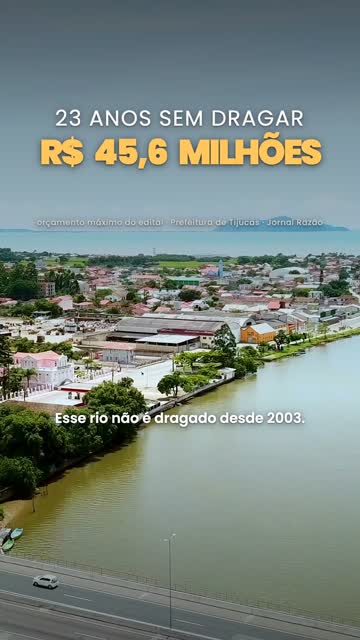 23 ANOS SEM DRAGAR
R$ 45,6 MILHÕES
orçamento máximo do edital · Prefeitura de Tijucas · Jornal Razão
Esse rio não é dragado desde 2003.